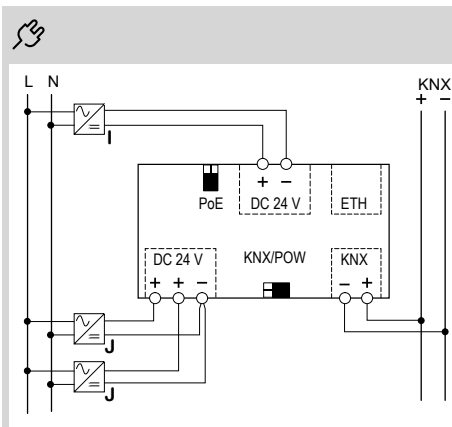 L N KNX
+ −
I
+ −
PoE DC 24 V ETH
DC 24 V KNX/POW KNX
+ + − − +
J
J